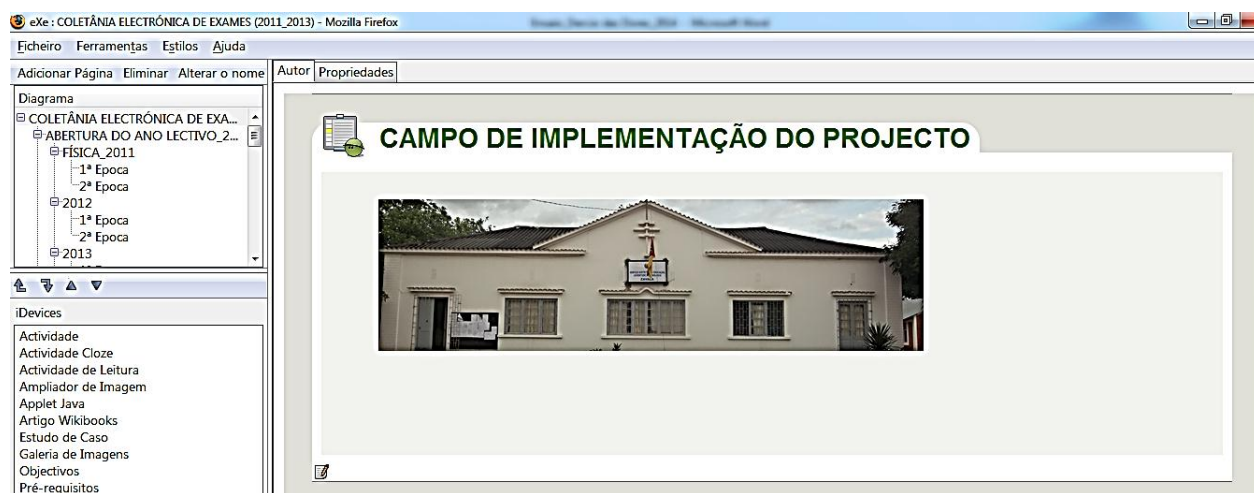 eXe : COLETÂNIA ELECTRÓNICA DE EXAMES (2011_2013) - Mozilla Firefox
Ficheiro Ferramentas Estilos Ajuda
Adicionar Página Eliminar Alterar o nome
Autor Propriedades
Diagrama
COLETÂNIA ELECTRÓNICA DE EXA...
ABERTURA DO ANO LECTIVO_2...
FÍSICA_2011
1ª Epoca
2ª Epoca
2012
1ª Epoca
2ª Epoca
2013
iDevices
Actividade
Actividade Cloze
Actividade de Leitura
Ampliador de Imagem
Applet Java
Artigo Wikibooks
Estudo de Caso
Galeria de Imagens
Objectivos
Pré-requisitos
CAMPO DE IMPLEMENTAÇÃO DO PROJECTO